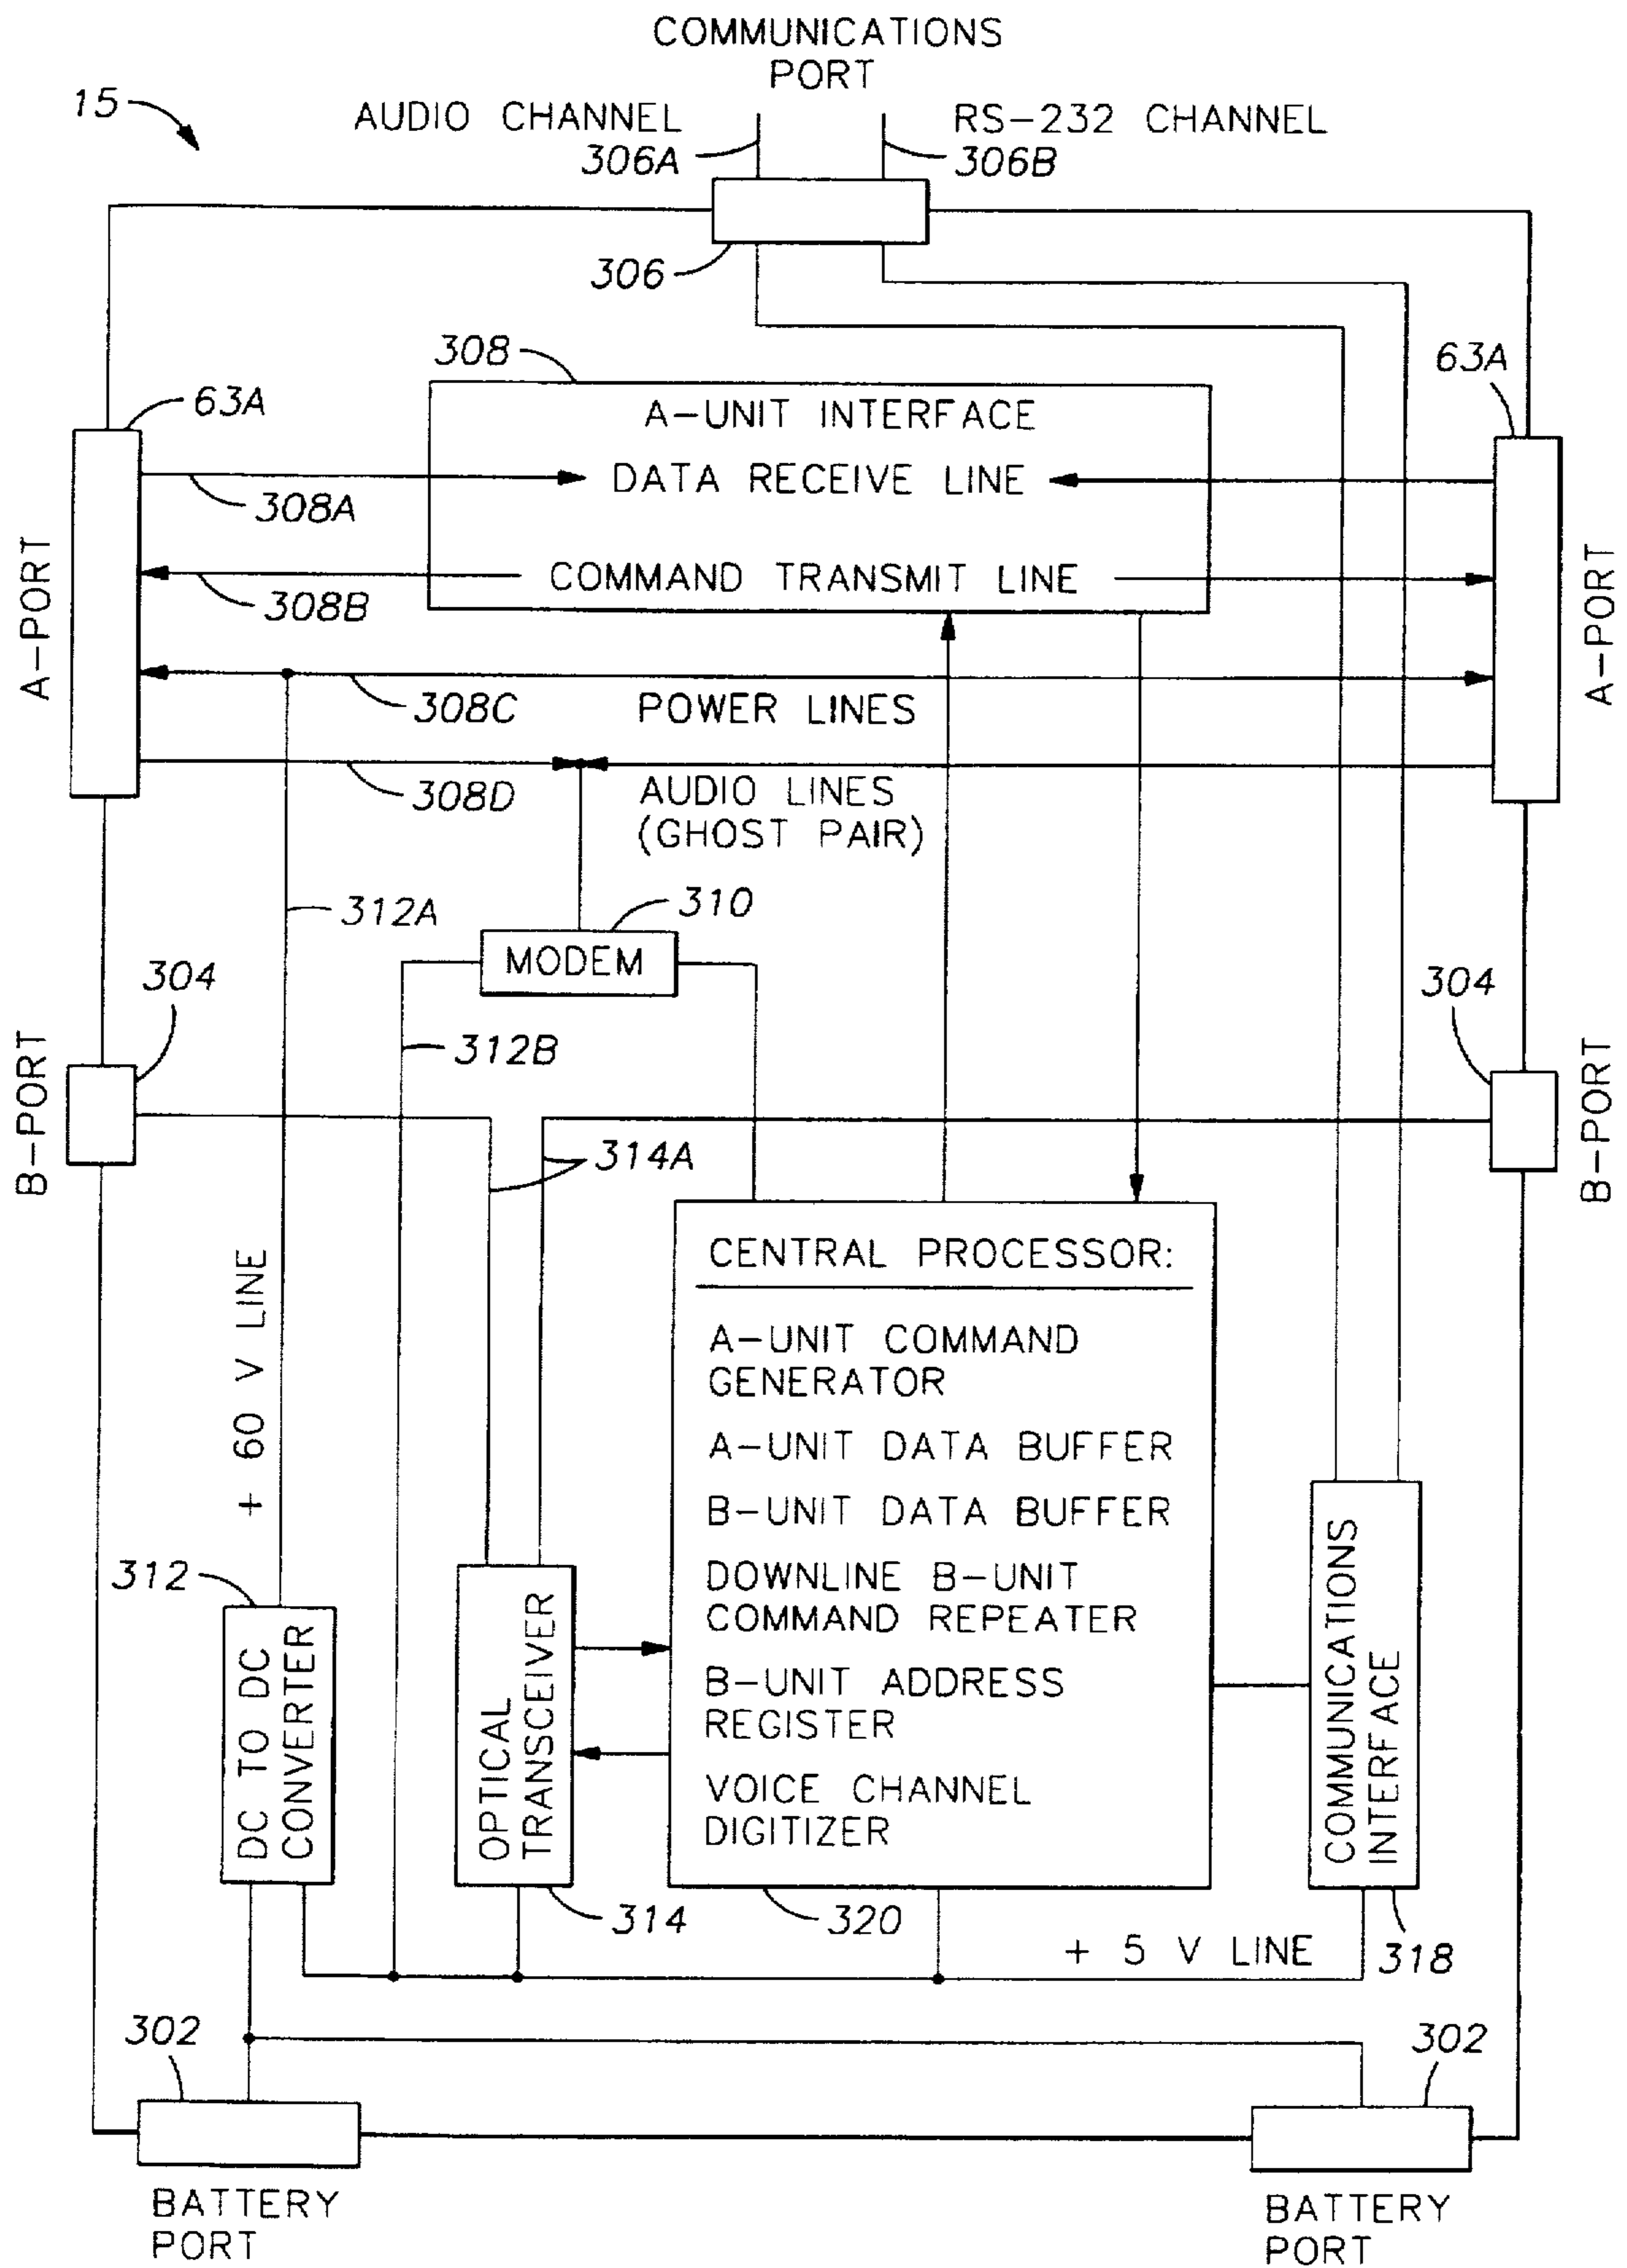 COMMUNICATIONS
PORT
15
AUDIO CHANNEL
306A
RS-232 CHANNEL
306B
306
308
63A
63A
A-UNIT INTERFACE
DATA RECEIVE LINE
308A
COMMAND TRANSMIT LINE
308B
A-PORT
A-PORT
308C
POWER LINES
308D
AUDIO LINES
(GHOST PAIR)
312A
310
MODEM
304
304
312B
B-PORT
B-PORT
314A
+ 60 V LINE
CENTRAL PROCESSOR:
A-UNIT COMMAND
GENERATOR
A-UNIT DATA BUFFER
B-UNIT DATA BUFFER
DOWNLINE B-UNIT
COMMAND REPEATER
B-UNIT ADDRESS
REGISTER
VOICE CHANNEL
DIGITIZER
312
DC TO DC
CONVERTER
OPTICAL
TRANSCEIVER
COMMUNICATIONS
INTERFACE
314
320
+ 5 V LINE
318
302
302
BATTERY
PORT
BATTERY
PORT